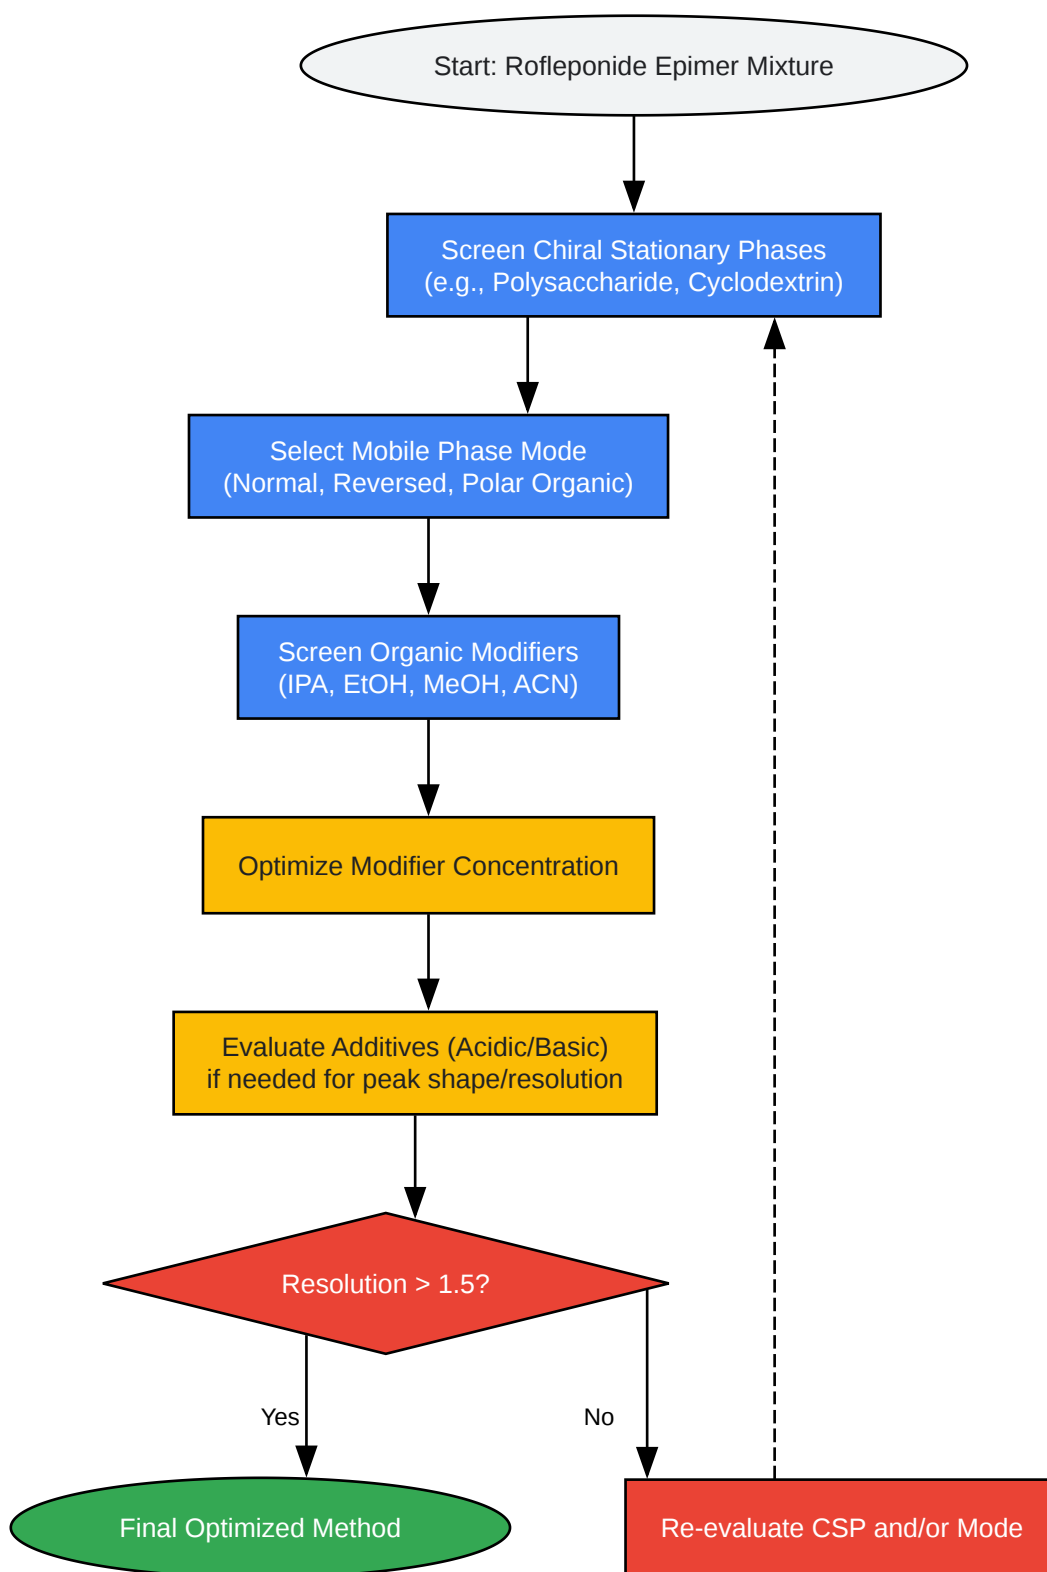 Start: Rofleponide Epimer Mixture
Screen Chiral Stationary Phases
(e.g., Polysaccharide, Cyclodextrin)
Select Mobile Phase Mode
(Normal, Reversed, Polar Organic)
Screen Organic Modifiers
(IPA, EtOH, MeOH, ACN)
Optimize Modifier Concentration
Evaluate Additives (Acidic/Basic)
if needed for peak shape/resolution
Resolution > 1.5?
Yes
No
Final Optimized Method
Re-evaluate CSP and/or Mode